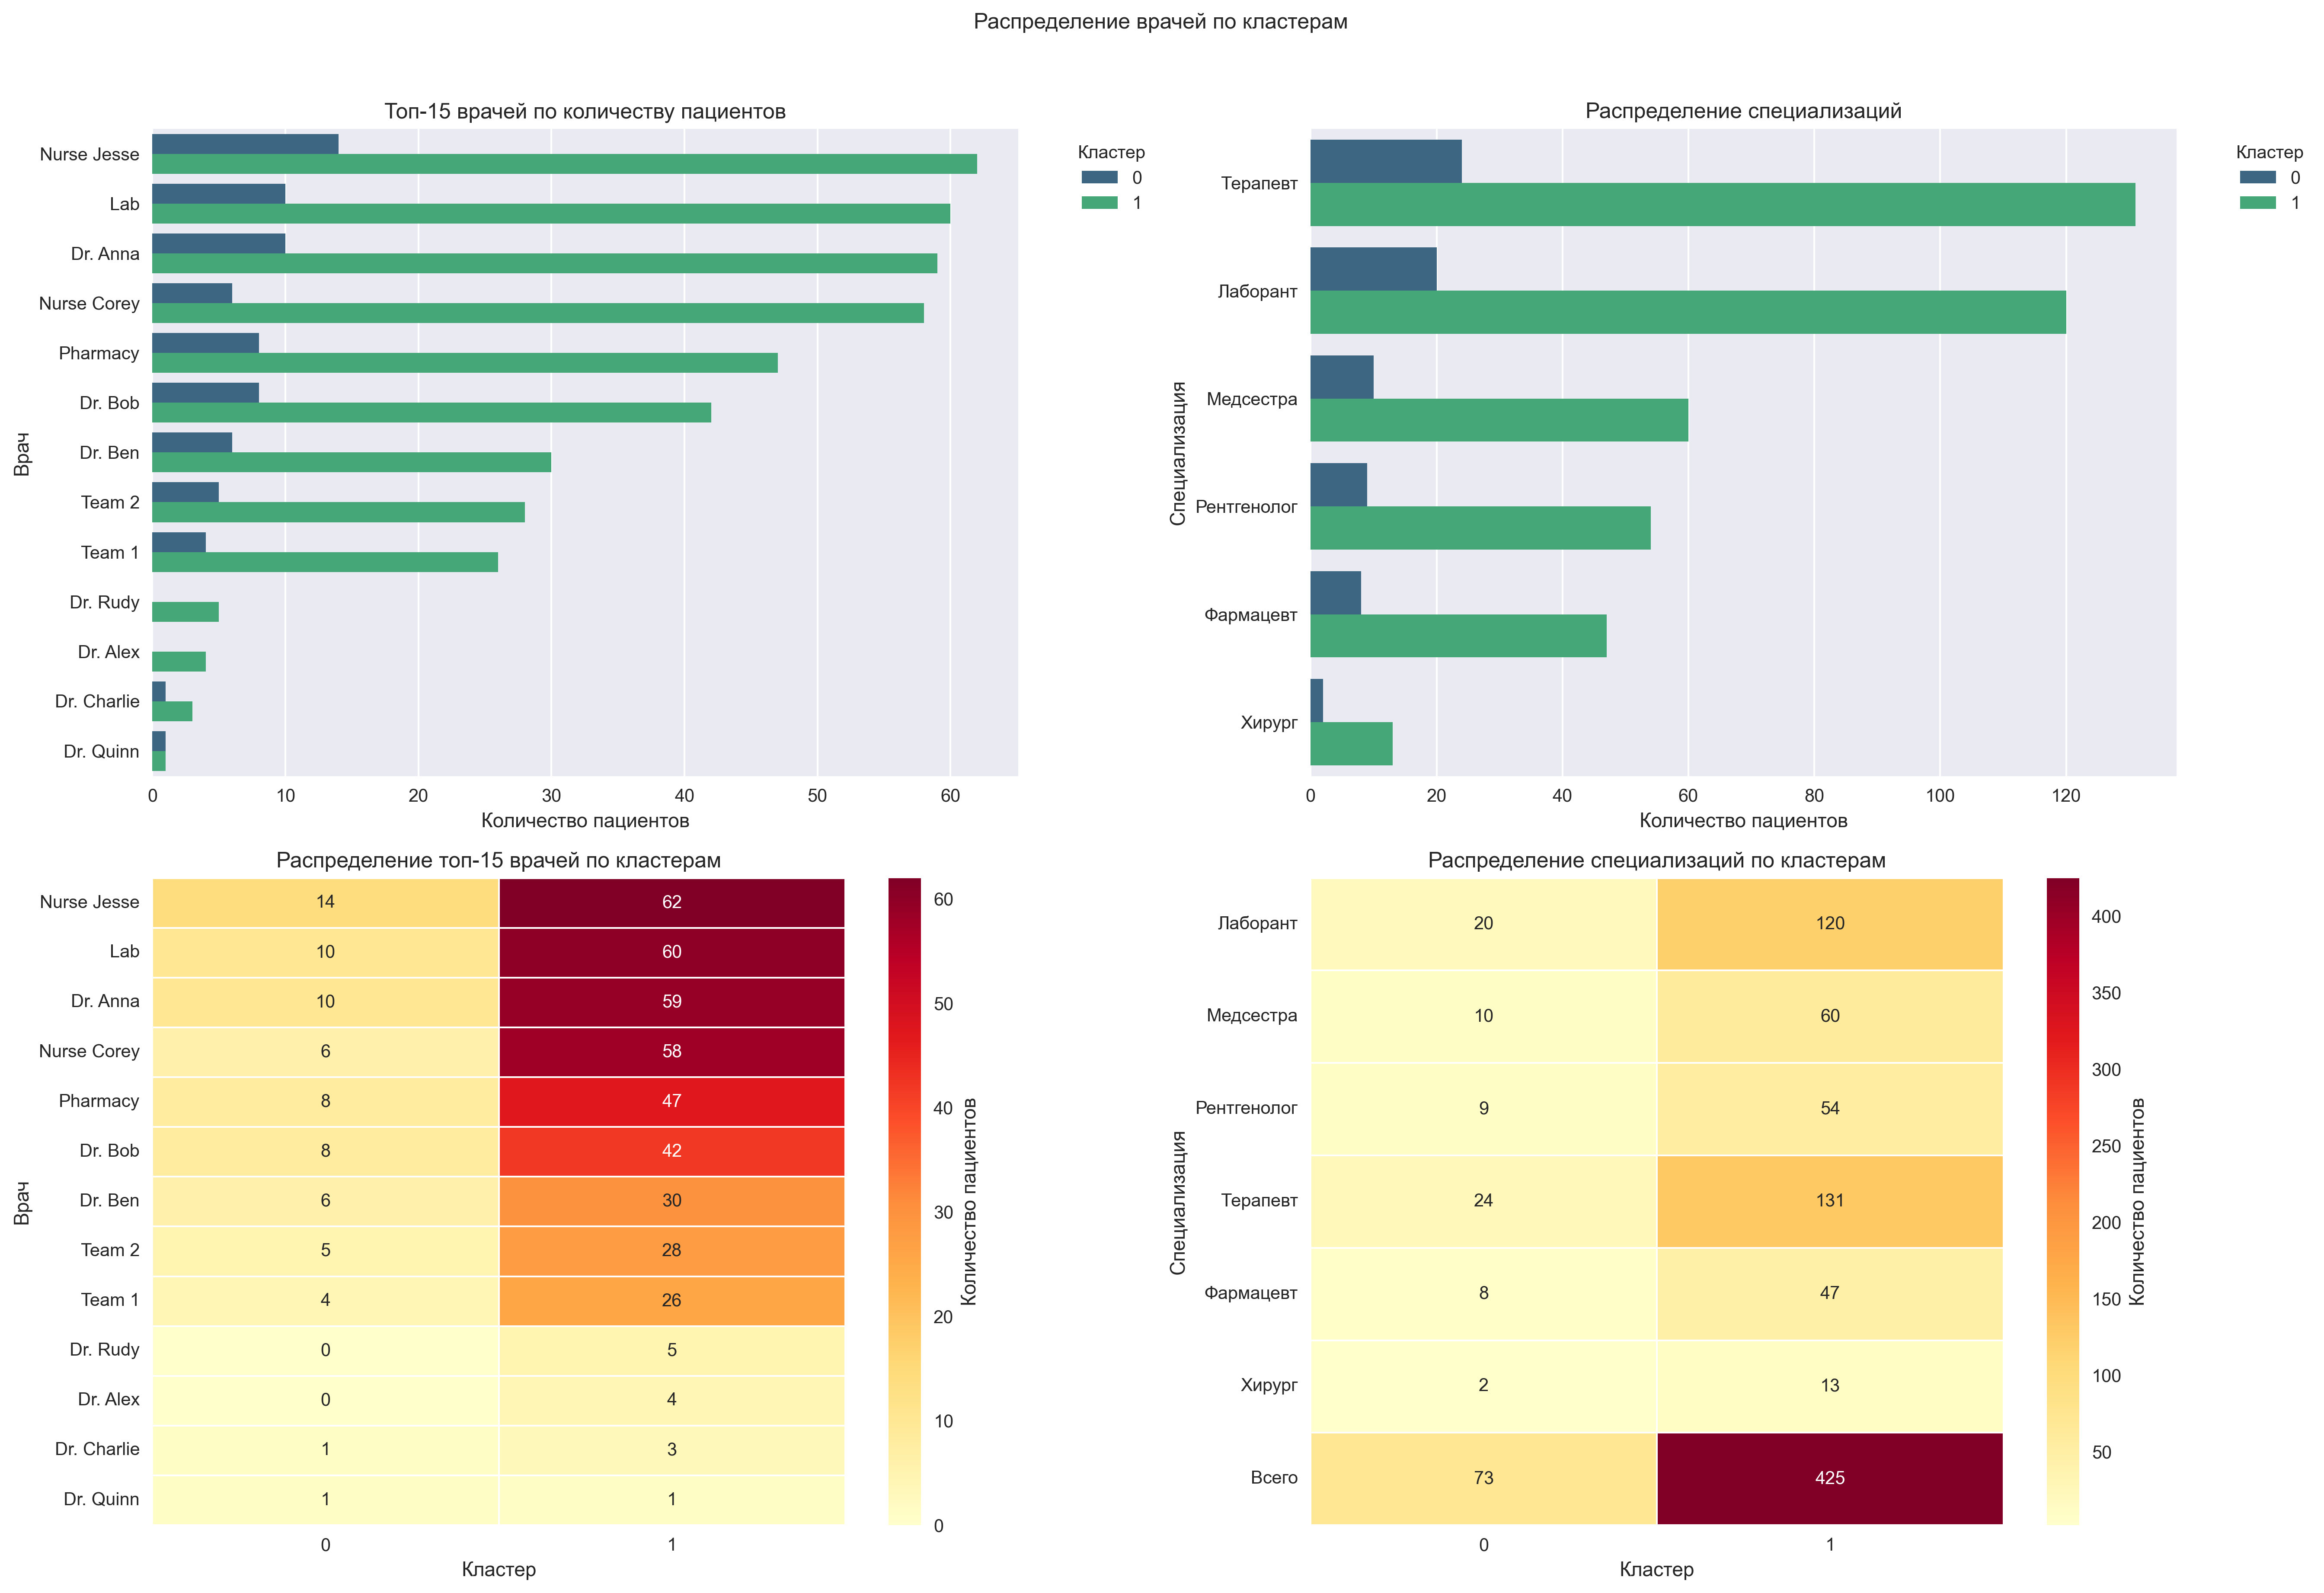 Распределение врачей по кластерам
Топ-15 врачей по количеству пациентов
Врач
Nurse Jesse
Lab
Dr. Anna
Nurse Corey
Pharmacy
Dr. Bob
Dr. Ben
Team 2
Team 1
Dr. Rudy
Dr. Alex
Dr. Charlie
Dr. Quinn
0 10 20 30 40 50 60
Количество пациентов
Кластер
0
1
Распределение специализаций
Специализация
Терапевт
Лаборант
Медсестра
Рентгенолог
Фармацевт
Хирург
0 20 40 60 80 100 120
Количество пациентов
Кластер
0
1
Распределение топ-15 врачей по кластерам
Врач
Nurse Jesse 14 62
Lab 10 60
Dr. Anna 10 59
Nurse Corey 6 58
Pharmacy 8 47
Dr. Bob 8 42
Dr. Ben 6 30
Team 2 5 28
Team 1 4 26
Dr. Rudy 0 5
Dr. Alex 0 4
Dr. Charlie 1 3
Dr. Quinn 1 1
0 1
Кластер
60
50
40
30
20
10
0
Количество пациентов
Распределение специализаций по кластерам
Специализация
Лаборант 20 120
Медсестра 10 60
Рентгенолог 9 54
Терапевт 24 131
Фармацевт 8 47
Хирург 2 13
Всего 73 425
0 1
Кластер
400
350
300
250
200
150
100
50
Количество пациентов